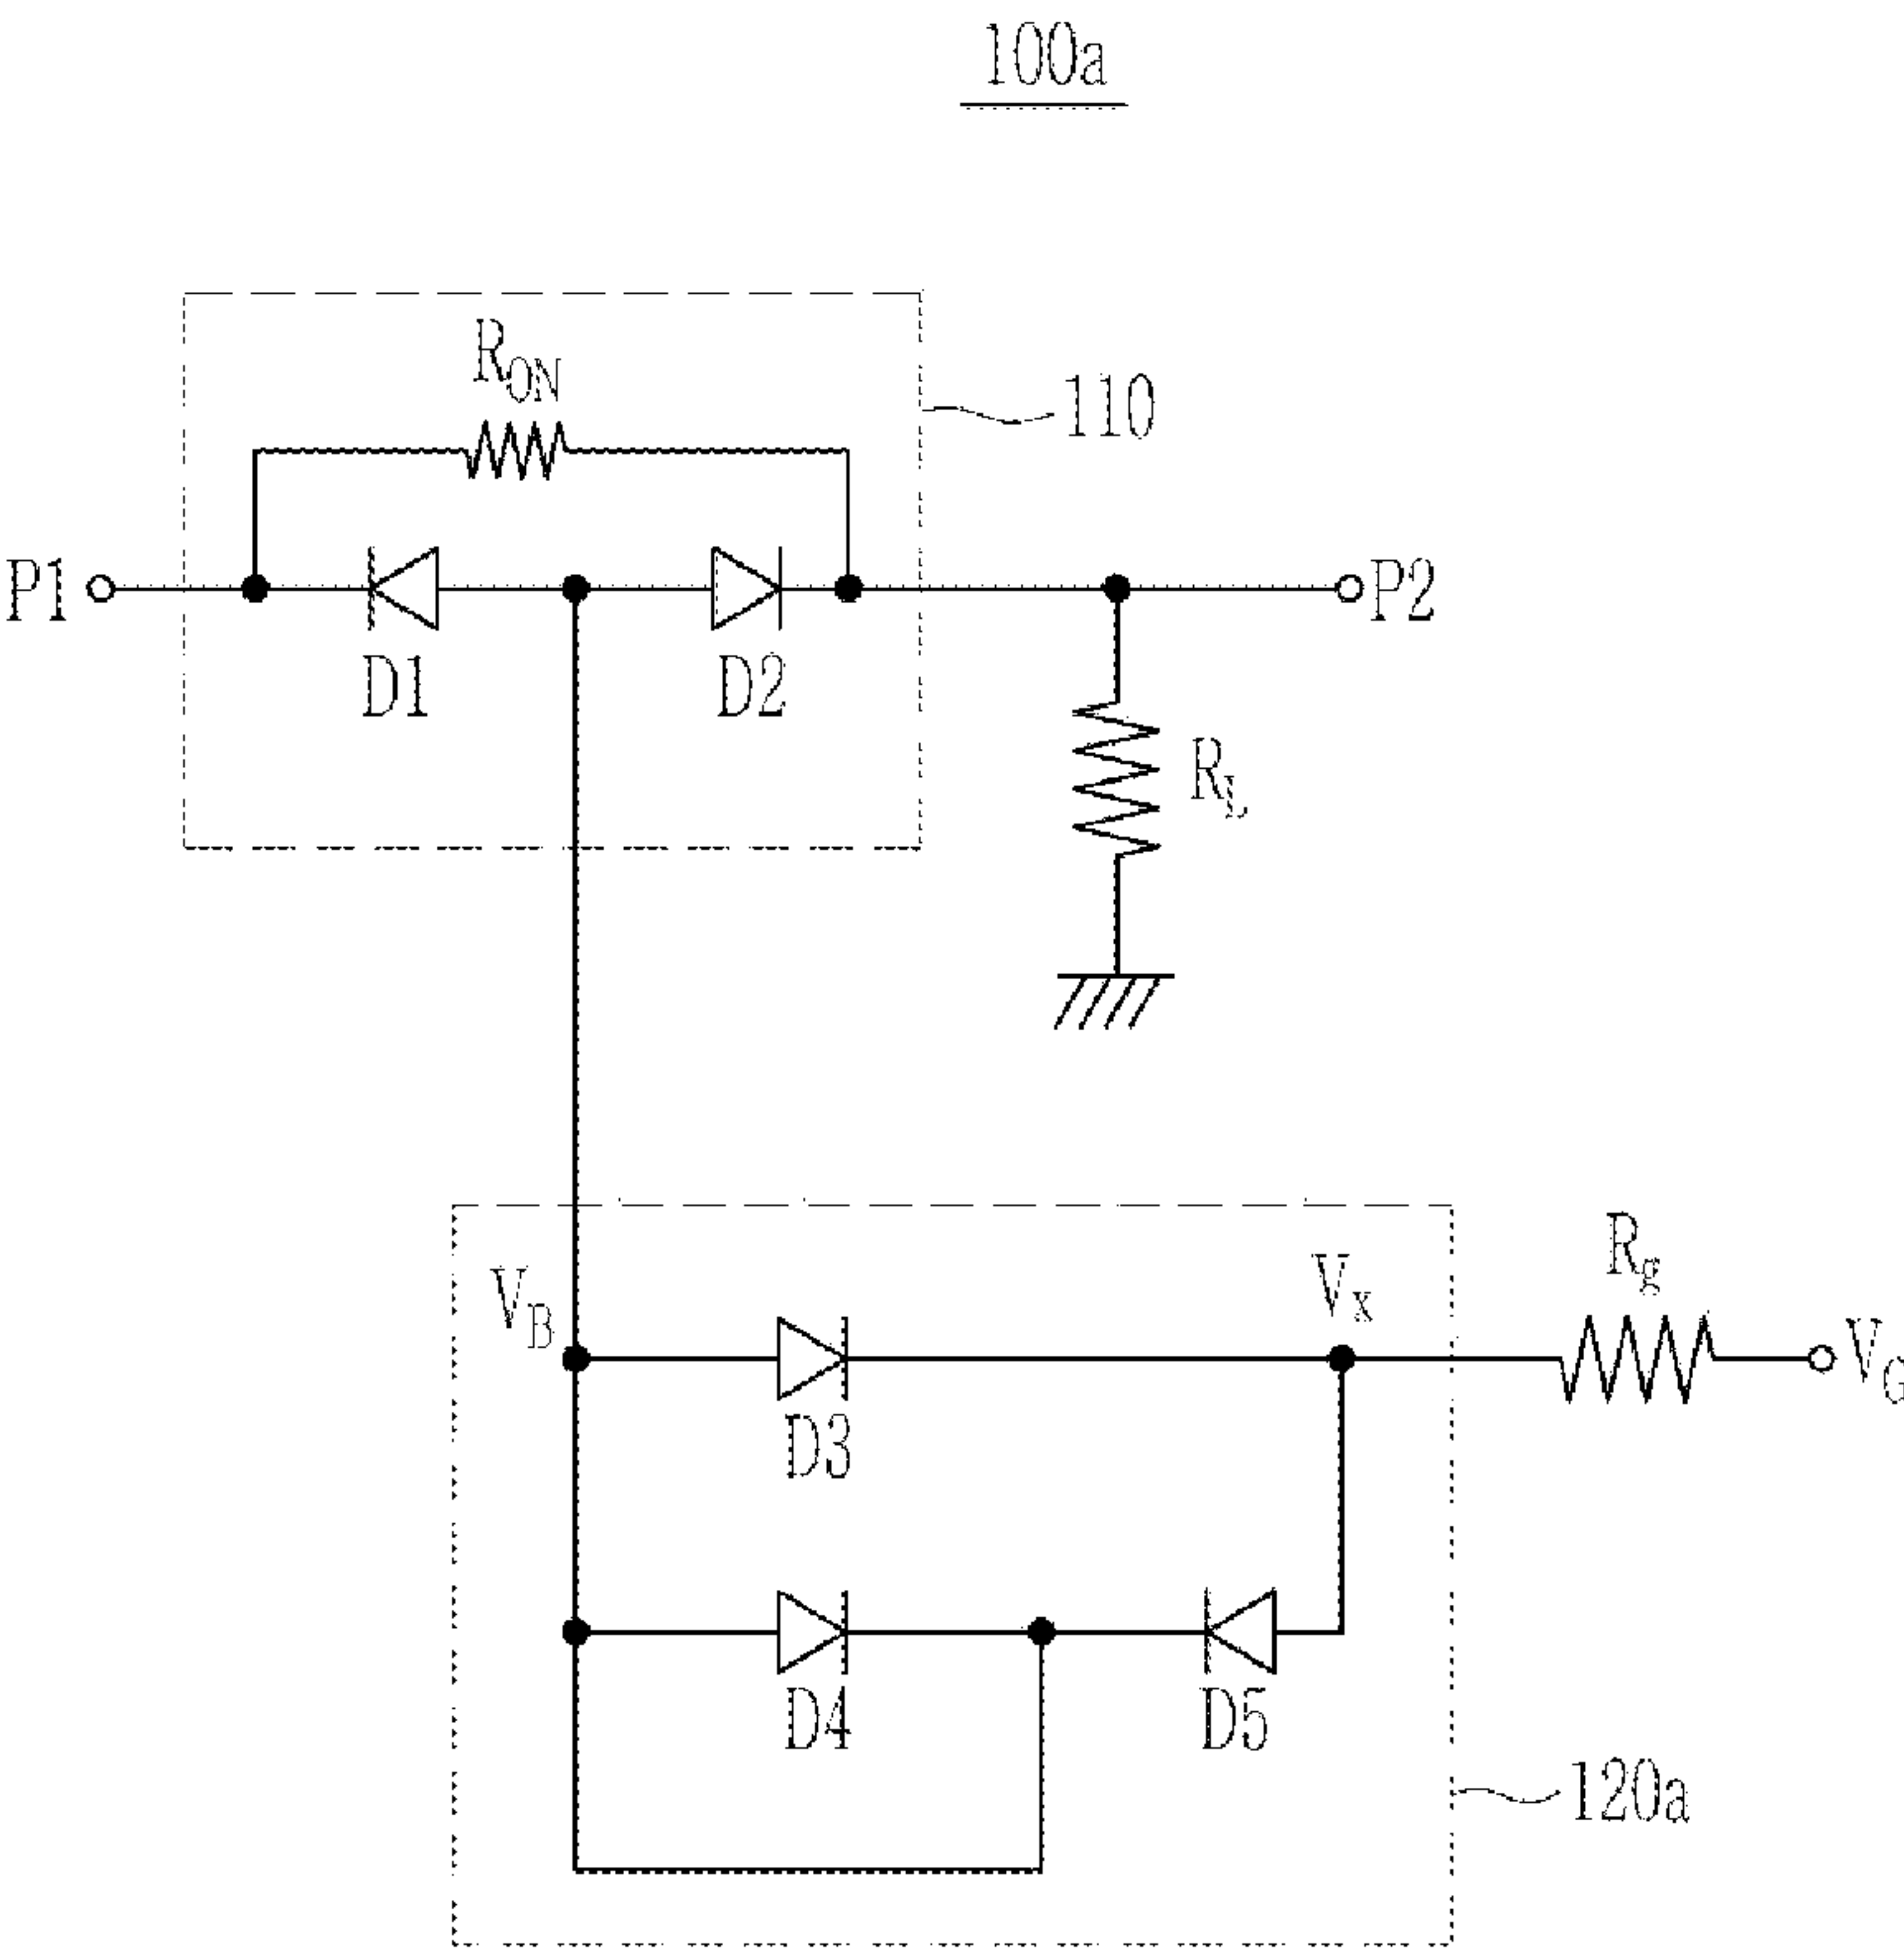 100a
R_ON
110
P1
P2
D1
D2
R_L
V_B
V_x
R_g
V_G
D3
D4
D5
120a